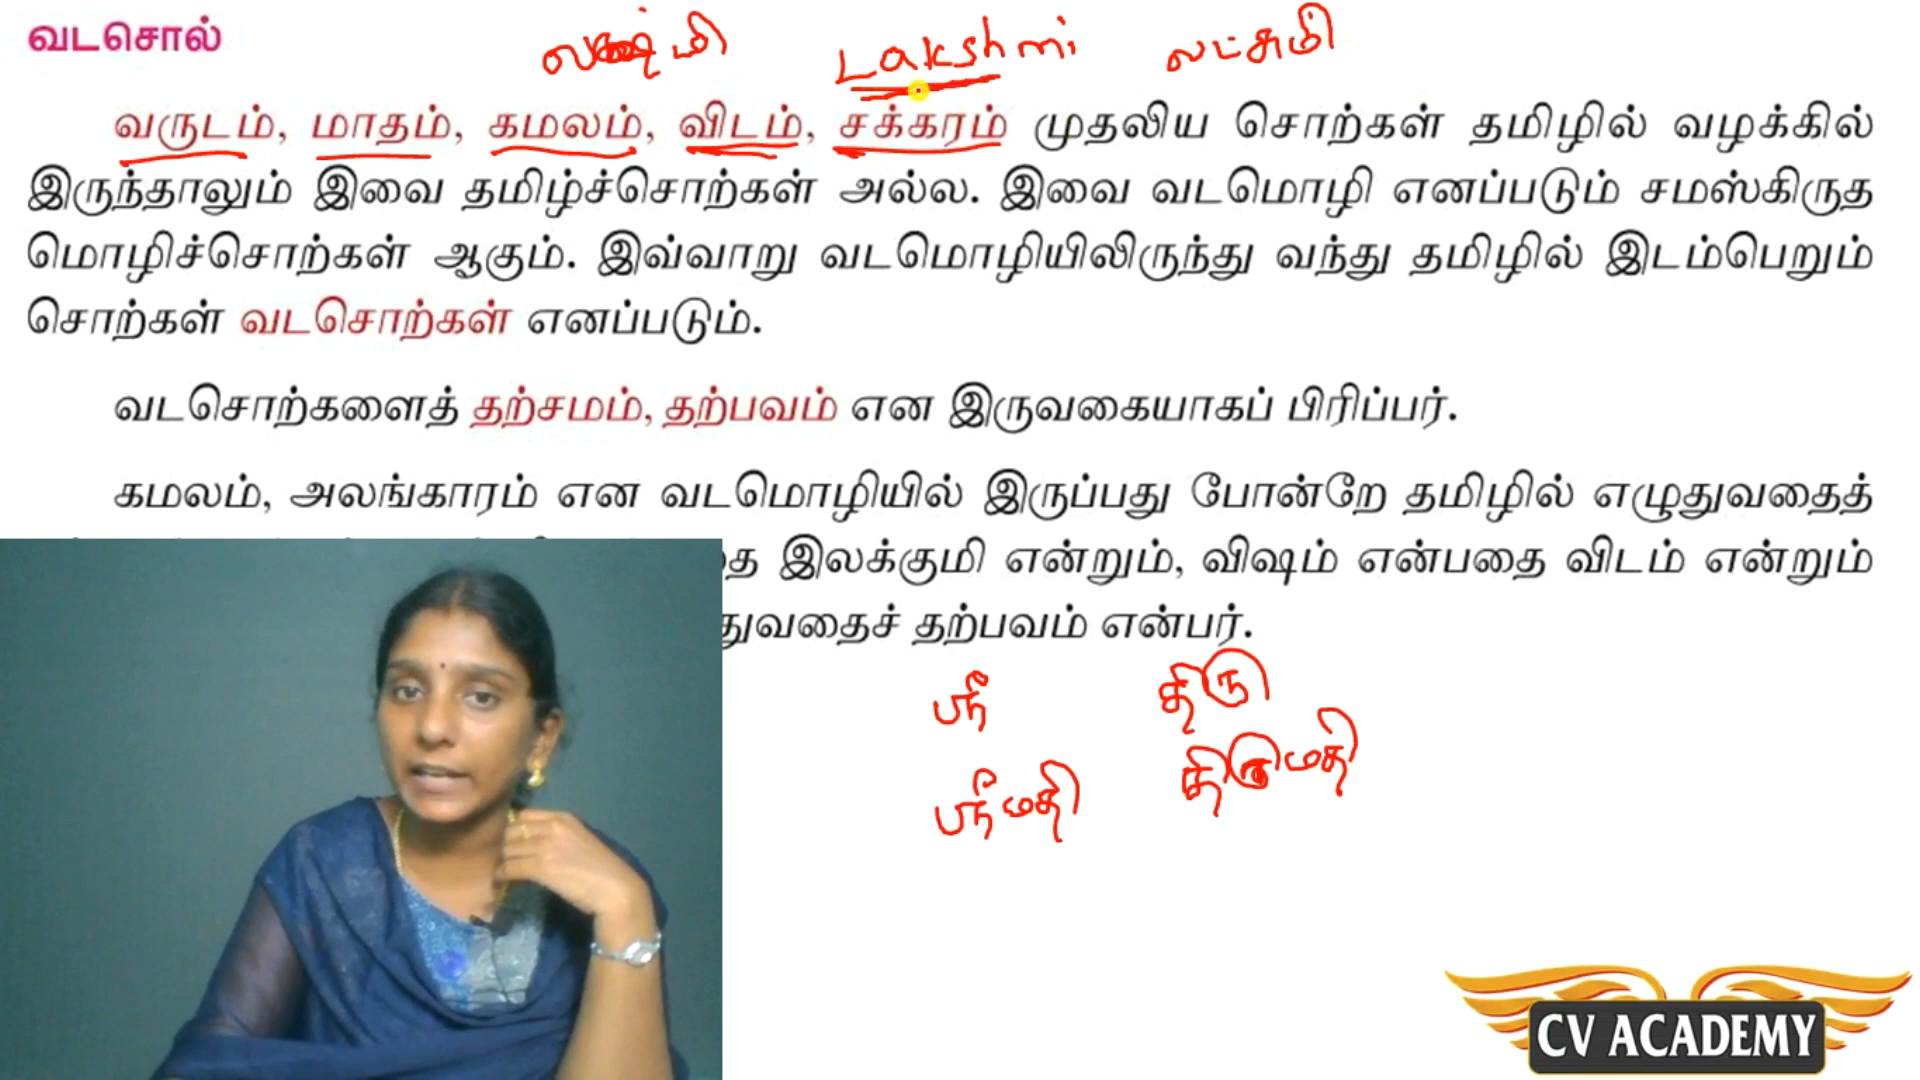 வடசொல்
லக்ஷ்மி Lakshmi லட்சுமி
வருடம், மாதம், கமலம், விடம், சக்கரம் முதலிய சொற்கள் தமிழில் வழக்கில்
இருந்தாலும் இவை தமிழ்ச்சொற்கள் அல்ல. இவை வடமொழி எனப்படும் சமஸ்கிருத
மொழிச்சொற்கள் ஆகும். இவ்வாறு வடமொழியிலிருந்து வந்து தமிழில் இடம்பெறும்
சொற்கள் வடசொற்கள் எனப்படும்.
வடசொற்களைத் தற்சமம், தற்பவம் என இருவகையாகப் பிரிப்பர்.
கமலம், அலங்காரம் என வடமொழியில் இருப்பது போன்றே தமிழில் எழுதுவதைத்
இலக்குமி என்றும், விஷம் என்பதை விடம் என்றும்
துவதைச் தற்பவம் என்பர்.
ஸ்ரீ திரு
ஸ்ரீமதி திருமதி
CV ACADEMY